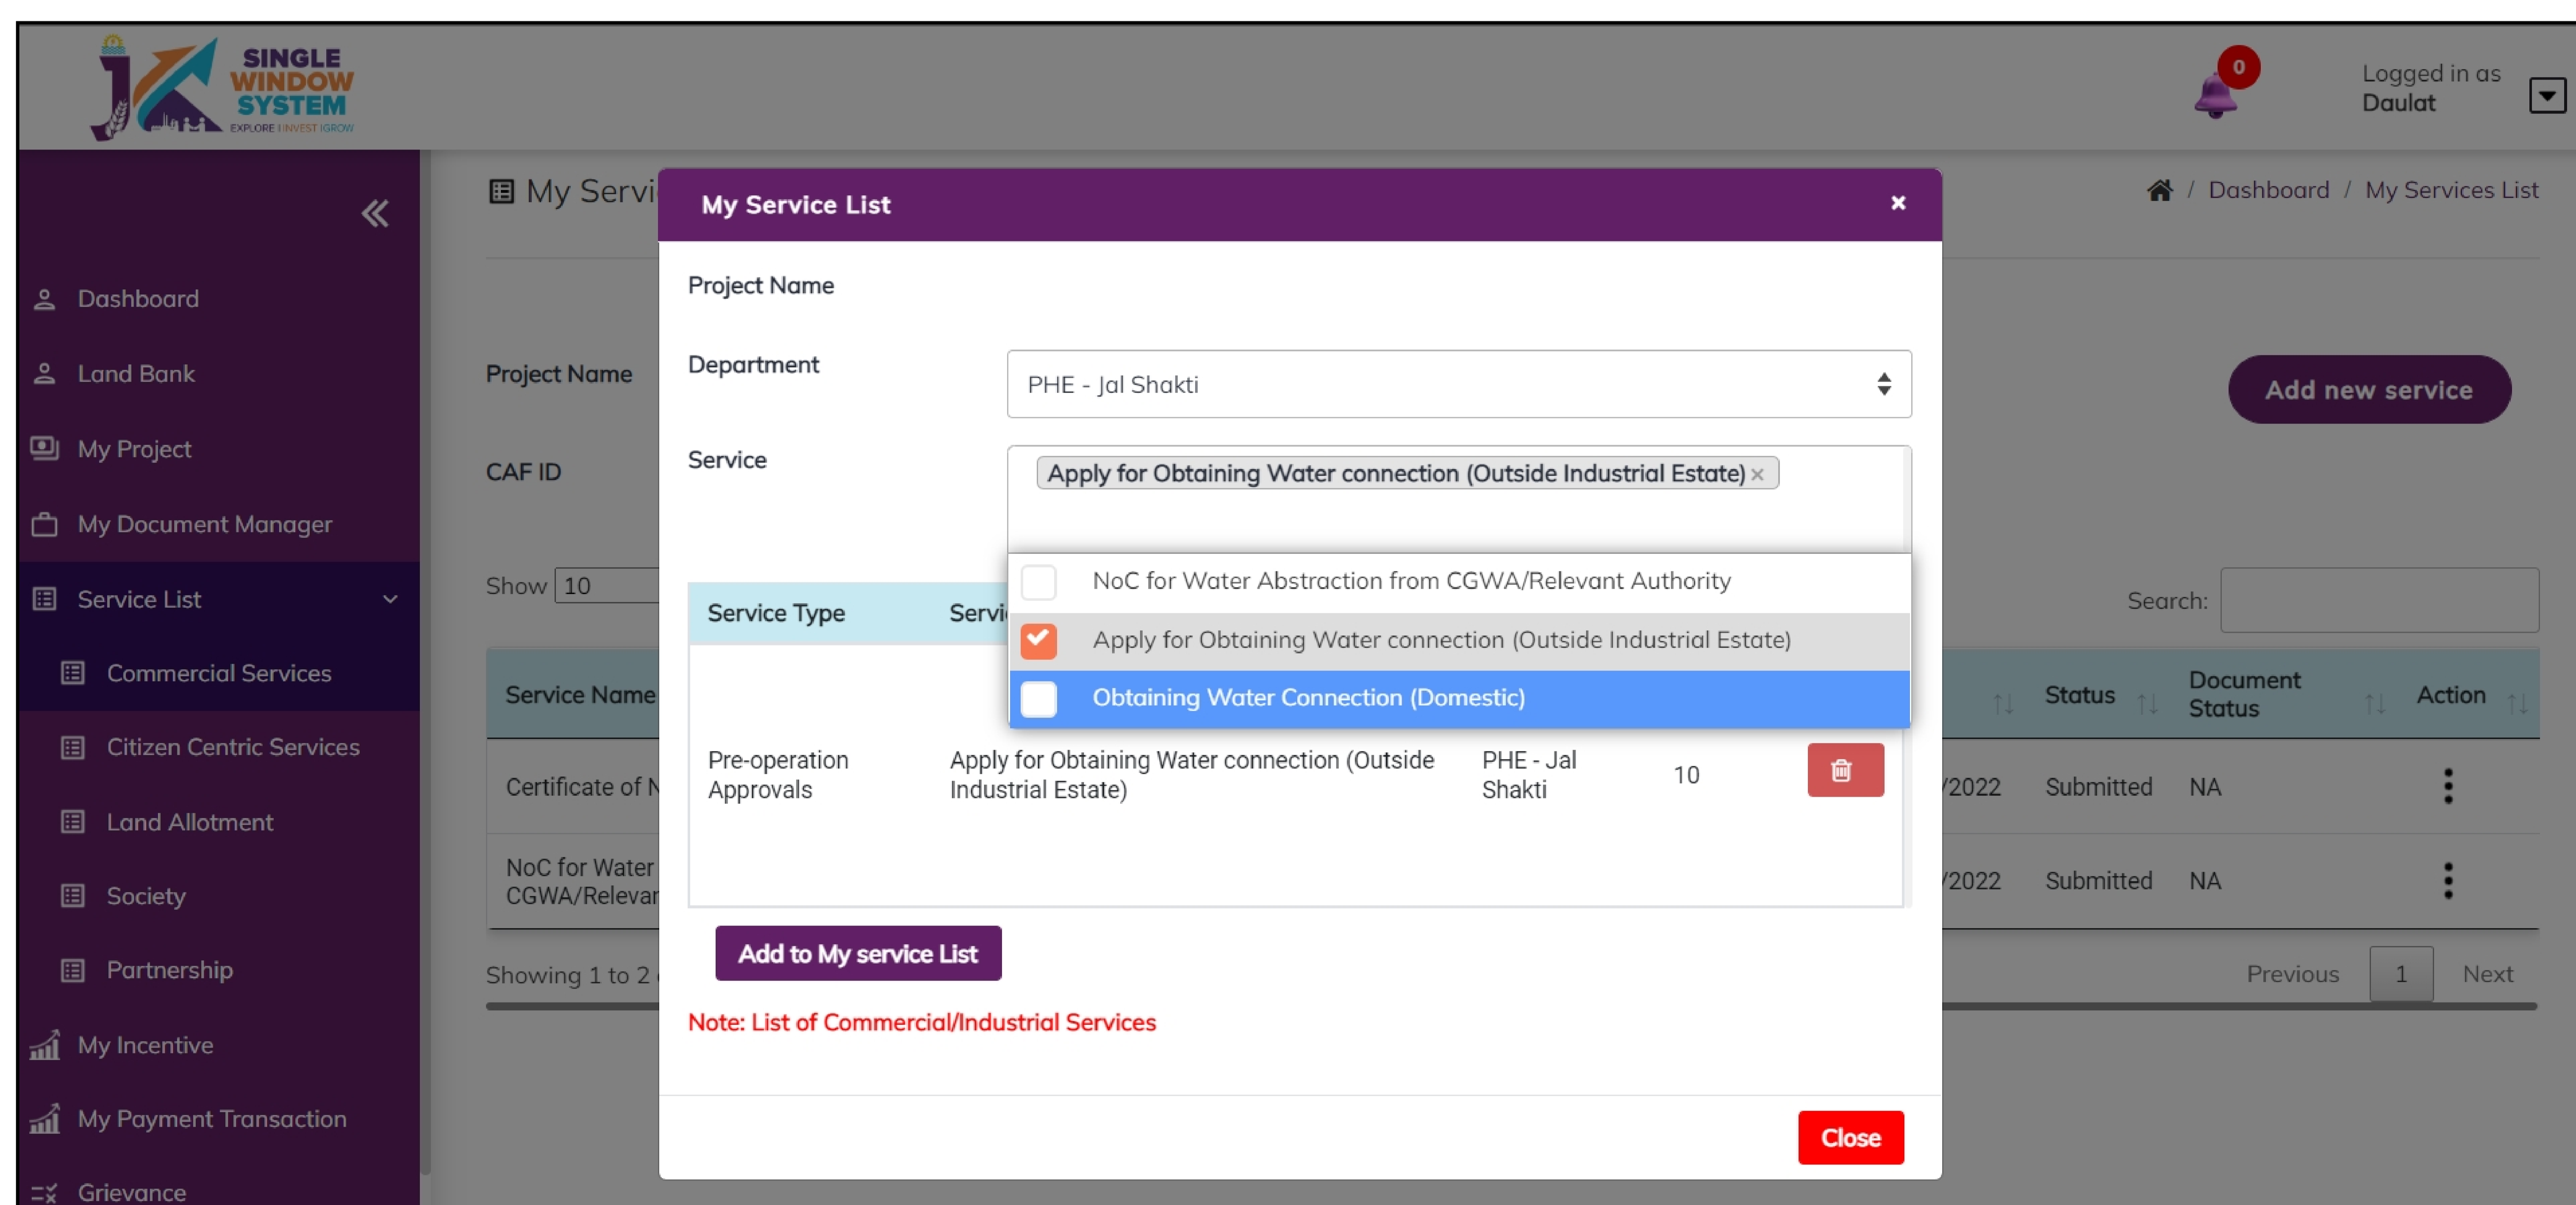 SINGLE
WINDOW
SYSTEM
EXPLORE I INVEST I GROW
0
Logged in as
Daulat
My Servi
/ Dashboard / My Services List
My Service List
×
Dashboard
Land Bank
My Project
My Document Manager
Service List
Commercial Services
Citizen Centric Services
Land Allotment
Society
Partnership
My Incentive
My Payment Transaction
Grievance
Project Name
CAF ID
Add new service
Show 10
Search:
Service Name
Status
Document
Status
Action
Certificate of N
/2022 Submitted NA
NoC for Water
CGWA/Relevar
/2022 Submitted NA
Showing 1 to 2
Previous 1 Next
Project Name
Department
PHE - Jal Shakti
Service
Apply for Obtaining Water connection (Outside Industrial Estate) ×
NoC for Water Abstraction from CGWA/Relevant Authority
Apply for Obtaining Water connection (Outside Industrial Estate)
Obtaining Water Connection (Domestic)
Service Type Servi
Pre-operation
Approvals
Apply for Obtaining Water connection (Outside
Industrial Estate)
PHE - Jal
Shakti
10
Add to My service List
Note: List of Commercial/Industrial Services
Close